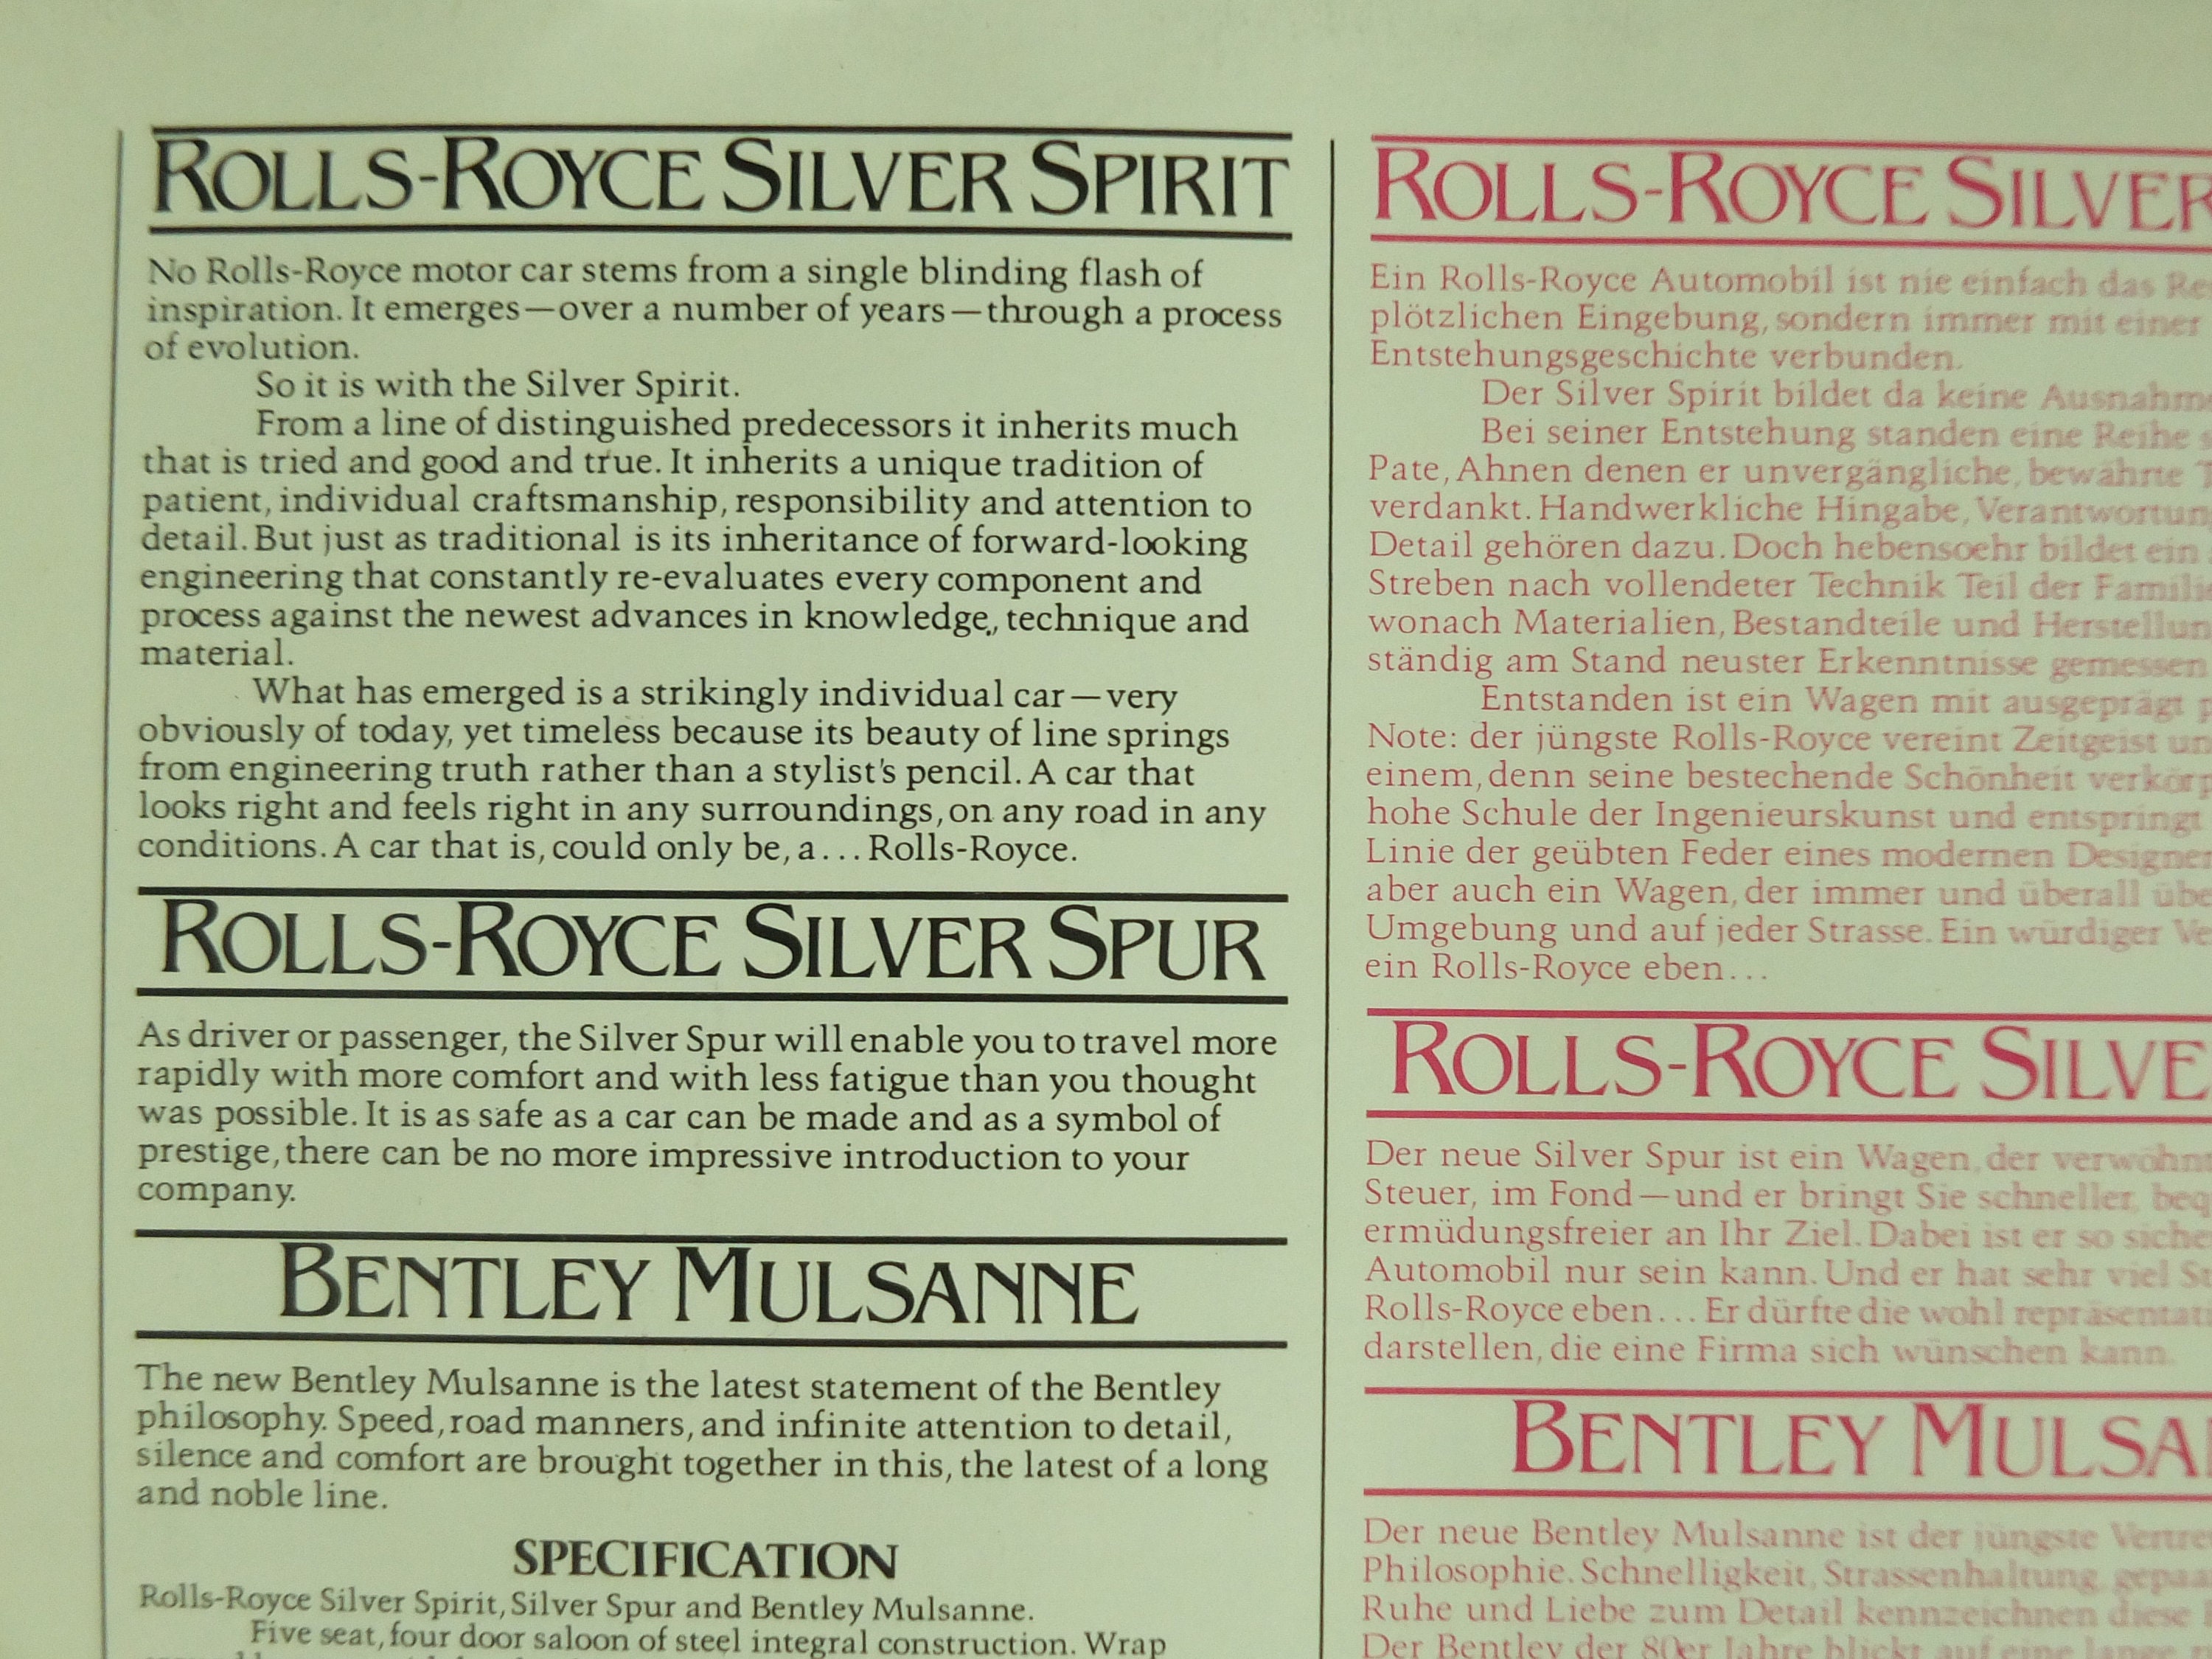 ROLLS-ROYCE SILVER SPIRIT
No Rolls-Royce motor car stems from a single blinding flash of
inspiration. It emerges—over a number of years—through a process
of evolution.
So it is with the Silver Spirit.
From a line of distinguished predecessors it inherits much
that is tried and good and true. It inherits a unique tradition of
patient, individual craftsmanship, responsibility and attention to
detail. But just as traditional is its inheritance of forward-looking
engineering that constantly re-evaluates every component and
process against the newest advances in knowledge, technique and
material.
What has emerged is a strikingly individual car—very
obviously of today, yet timeless because its beauty of line springs
from engineering truth rather than a stylist's pencil. A car that
looks right and feels right in any surroundings, on any road in any
conditions. A car that is, could only be, a... Rolls-Royce.
ROLLS-ROYCE SILVER SPUR
As driver or passenger, the Silver Spur will enable you to travel more
rapidly with more comfort and with less fatigue than you thought
was possible. It is as safe as a car can be made and as a symbol of
prestige, there can be no more impressive introduction to your
company.
BENTLEY MULSANNE
The new Bentley Mulsanne is the latest statement of the Bentley
philosophy. Speed, road manners, and infinite attention to detail,
silence and comfort are brought together in this, the latest of a long
and noble line.
SPECIFICATION
Rolls-Royce Silver Spirit, Silver Spur and Bentley Mulsanne.
Five seat, four door saloon of steel integral construction. Wrap
ROLLS-ROYCE SILVER
Ein Rolls-Royce Automobil ist nie einfach das
plötzlichen Eingebung, sondern immer mit einer
Entstehungsgeschichte verbunden.
Der Silver Spirit bildet da keine
Bei seiner Entstehung standen eine Reihe
Pate, Ahnen denen er unvergängliche, bewährte
verdankt. Handwerkliche Hingabe,
Detail gehören dazu. Doch hebensoehr bildet ein
Streben nach vollendeter Technik Teil der
wonach Materialien, Bestandteile und
ständig am Stand neuster Erkenntnisse gemessen
Entstanden ist ein Wagen mit ausgeprägt
Note: der jüngste Rolls-Royce vereint Zeitgeist
einem, denn seine bestechende Schönheit
hohe Schule der Ingenieurskunst und entspringt
Linie der geübten Feder eines modernen
aber auch ein Wagen, der immer und überall
Umgebung und auf jeder Strasse. Ein würdiger
ein Rolls-Royce eben...
ROLLS-ROYCE
Der neue Silver Spur ist ein Wagen, der
Steuer, im Fond—und er bringt Sie schneller,
ermüdungsfreier an Ihr Ziel. Dabei ist er so
Automobil nur sein kann. Und er hat sehr viel
Rolls-Royce eben... Er dürfte die wohl
darstellen, die eine Firma sich wünschen kann.
BENTLEY
Der neue Bentley Mulsanne ist der jüngste
Philosophie. Schnelligkeit, Strassenhaltung,
Ruhe und Liebe zum Detail kennzeichnen diese
Der Bentley der 80er Jahre blickt auf eine lange